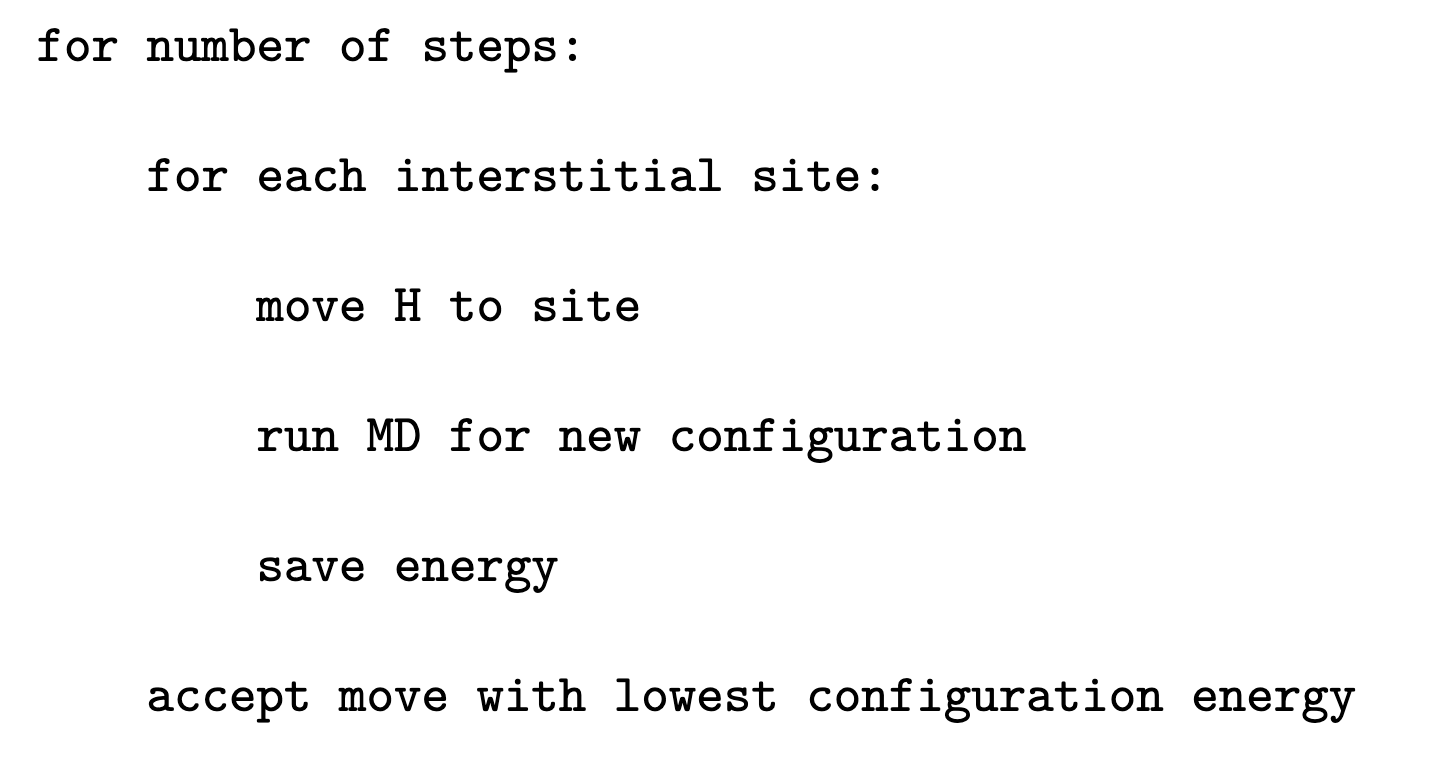 for number of steps:
    for each interstitial site:
        move H to site
        run MD for new configuration
        save energy
    accept move with lowest configuration energy